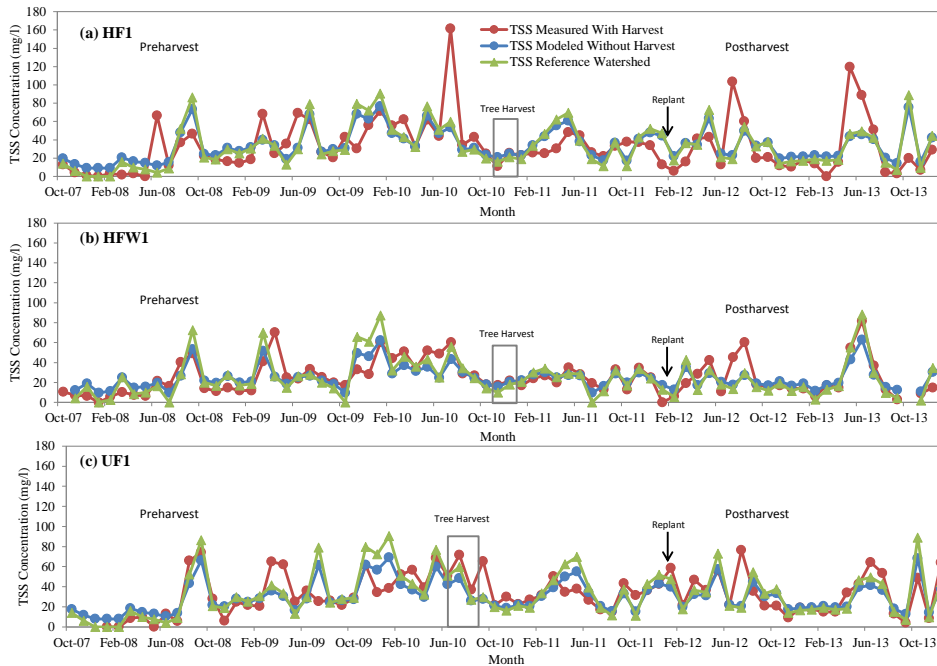 180
160
140
120
100
80
60
40
20
0
TSS Concentration (mg/l)
(a) HF1
Preharvest
TSS Measured With Harvest
TSS Modeled Without Harvest
TSS Reference Watershed
Postharvest
Tree Harvest
Replant
Oct-07 Feb-08 Jun-08 Oct-08 Feb-09 Jun-09 Oct-09 Feb-10 Jun-10 Oct-10 Feb-11 Jun-11 Oct-11 Feb-12 Jun-12 Oct-12 Feb-13 Jun-13 Oct-13
Month
180
160
140
120
100
80
60
40
20
0
TSS Concentration (mg/l)
(b) HFW1
Preharvest
Postharvest
Tree Harvest
Replant
Oct-07 Feb-08 Jun-08 Oct-08 Feb-09 Jun-09 Oct-09 Feb-10 Jun-10 Oct-10 Feb-11 Jun-11 Oct-11 Feb-12 Jun-12 Oct-12 Feb-13 Jun-13 Oct-13
Month
180
160
140
120
100
80
60
40
20
0
TSS Concentration (mg/l)
(c) UF1
Preharvest
Postharvest
Tree Harvest
Replant
Oct-07 Feb-08 Jun-08 Oct-08 Feb-09 Jun-09 Oct-09 Feb-10 Jun-10 Oct-10 Feb-11 Jun-11 Oct-11 Feb-12 Jun-12 Oct-12 Feb-13 Jun-13 Oct-13
Month